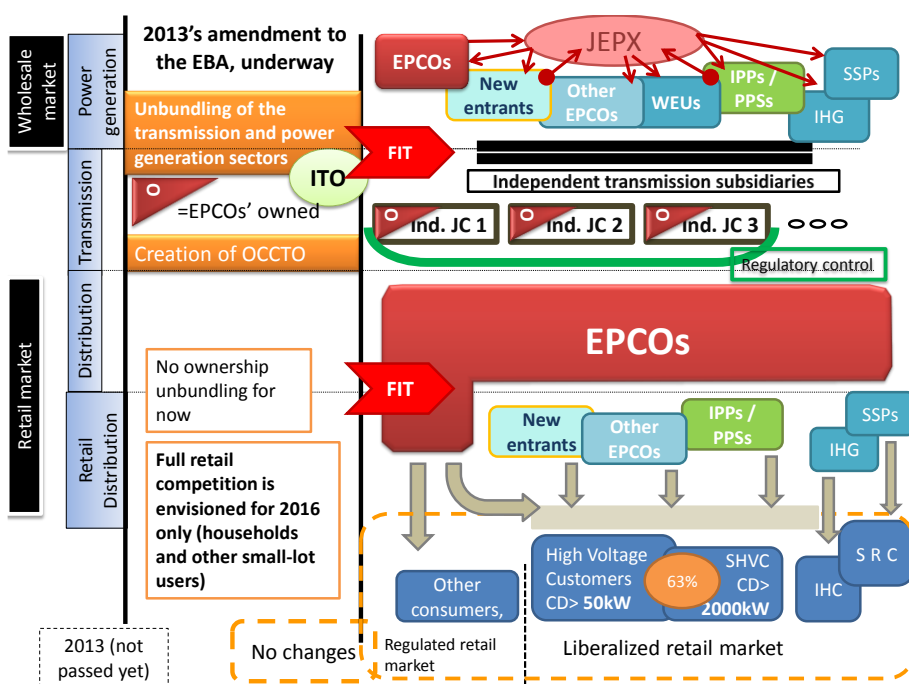 2013's amendment to
the EBA, underway
Wholesale
market
Power
generation
Unbundling of the
transmission and power
generation sectors
ITO
FIT
EPCOs
JEPX
New
entrants
Other
EPCOs
WEUs
IPPs /
PPSs
SSPs
IHG
Independent transmission subsidiaries
Transmission
O
=EPCOs' owned
O
Ind. JC 1
O
Ind. JC 2
O
Ind. JC 3
Creation of OCCTO
Regulatory control
Retail market
Distribution
EPCOs
No ownership
unbundling for
now
FIT
Retail
Distribution
New
entrants
Other
EPCOs
IPPs /
PPSs
SSPs
IHG
Full retail
competition is
envisioned for 2016
only (households
and other small-lot
users)
Other
consumers,
High Voltage
Customers
CD> 50kW
63%
SHVC
CD>
2000kW
IHC
S R C
2013 (not
passed yet)
No changes
Regulated retail
market
Liberalized retail market